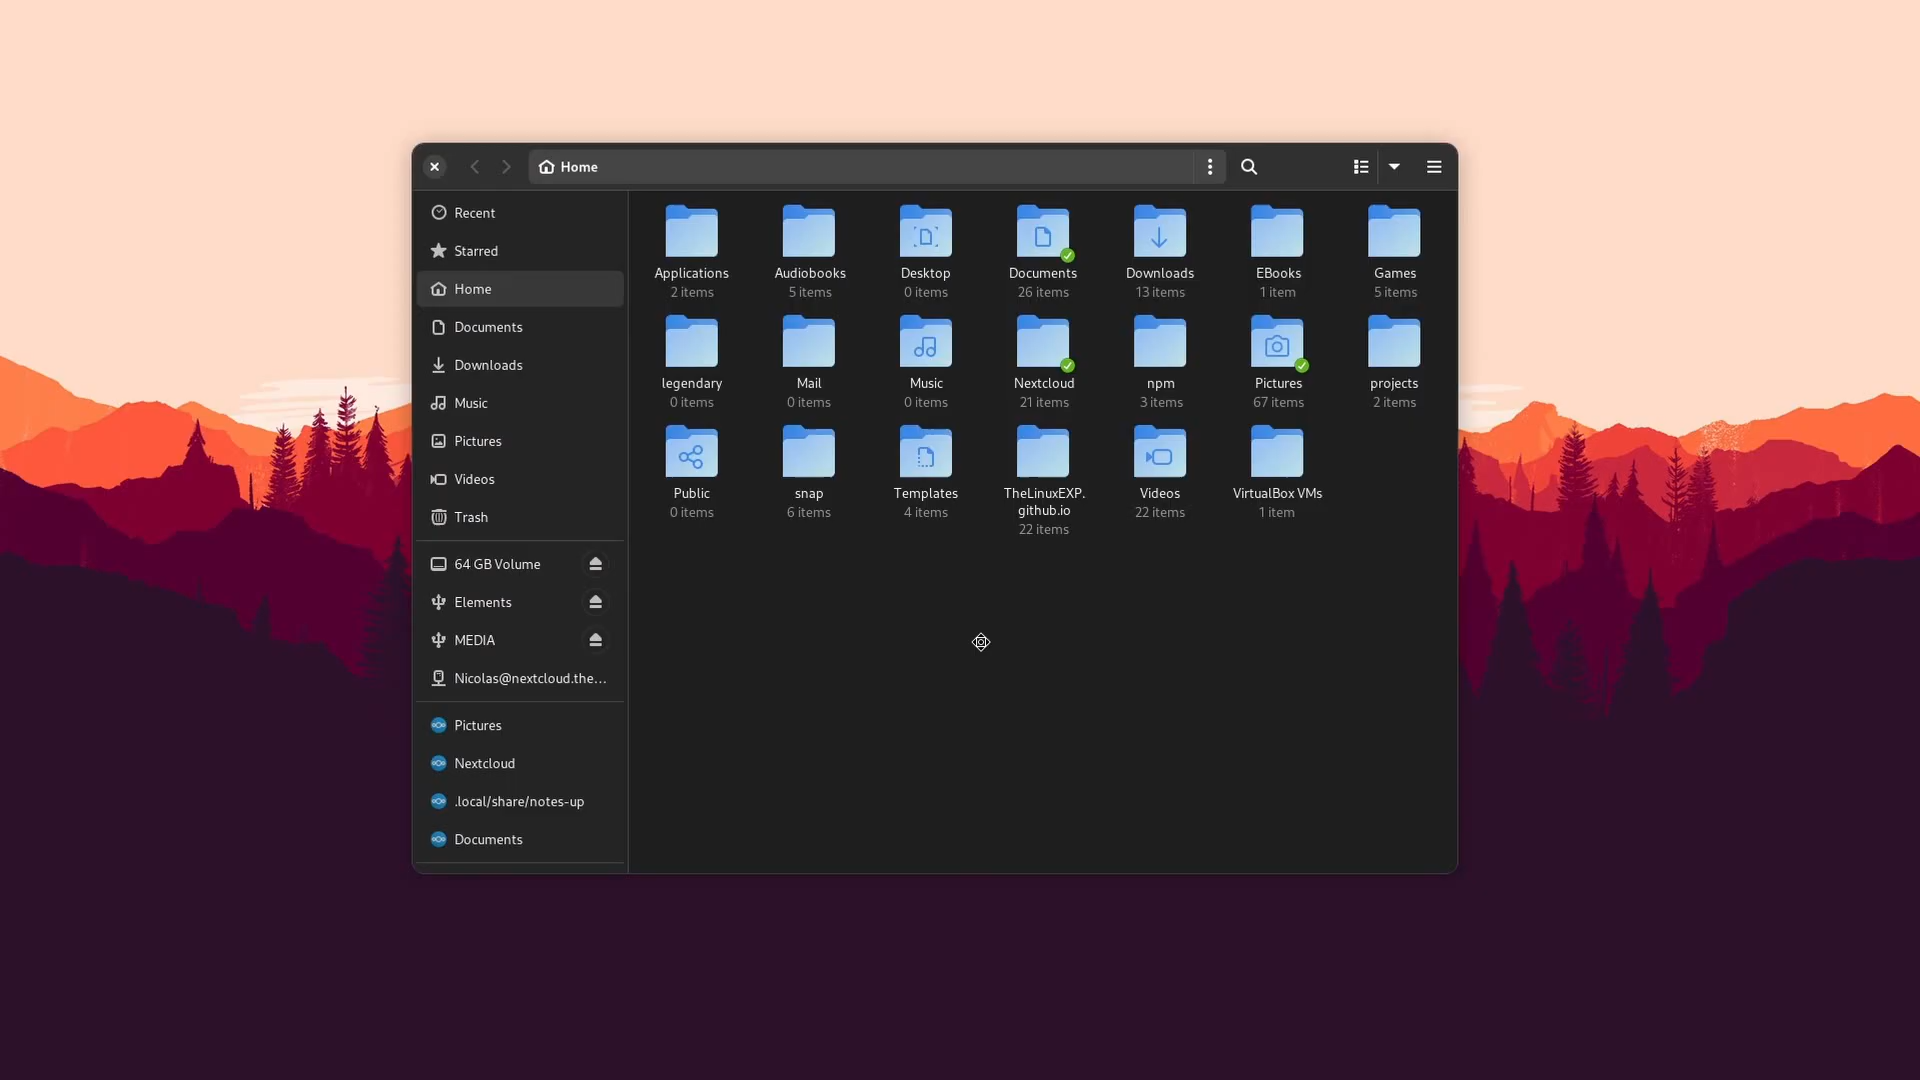 Home
Recent
Starred
Home
Documents
Downloads
Music
Pictures
Videos
Trash
64 GB Volume
Elements
MEDIA
Nicolas@nextcloud.the...
Pictures
Nextcloud
.local/share/notes-up
Documents
Applications
2 items
Audiobooks
5 items
Desktop
0 items
Documents
26 items
Downloads
13 items
EBooks
1 item
Games
5 items
legendary
0 items
Mail
0 items
Music
0 items
Nextcloud
21 items
npm
3 items
Pictures
67 items
projects
2 items
Public
0 items
snap
6 items
Templates
4 items
TheLinuxEXP.
github.io
22 items
Videos
22 items
VirtualBox VMs
1 item